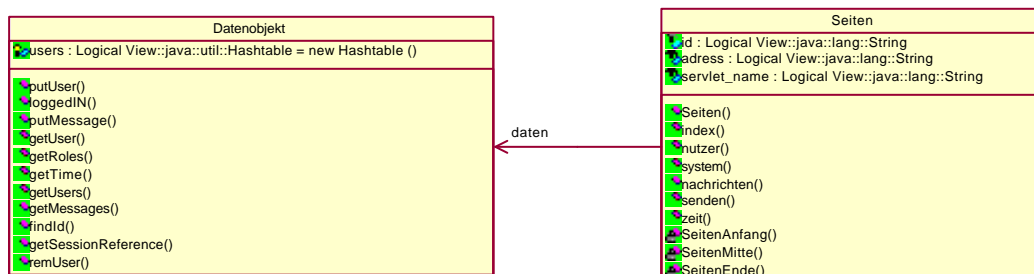 Datenobjekt
users : Logical View::java::util::Hashtable = new Hashtable ()
putUser()
loggedIN()
putMessage()
getUser()
getRoles()
getTime()
getUsers()
getMessages()
findId()
getSessionReference()
remUser()
daten
Seiten
id : Logical View::java::lang::String
adress : Logical View::java::lang::String
servlet_name : Logical View::java::lang::String
Seiten()
index()
nutzer()
system()
nachrichten()
senden()
zeit()
SeitenAnfang()
SeitenMitte()
SeitenEnde()